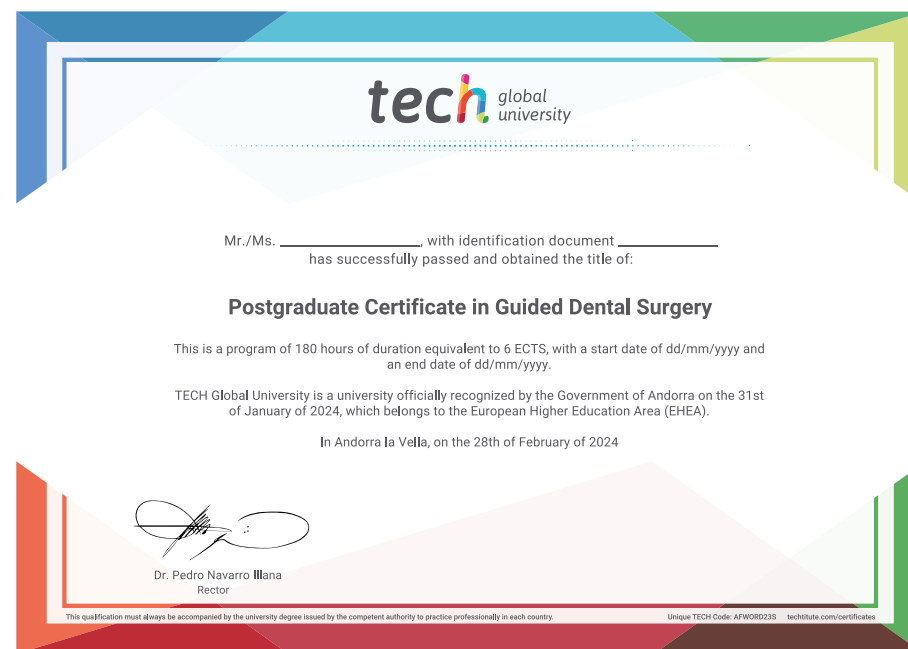 tech global university
Mr./Ms. ____________, with identification document ____________
has successfully passed and obtained the title of:
Postgraduate Certificate in Guided Dental Surgery
This is a program of 180 hours of duration equivalent to 6 ECTS, with a start date of dd/mm/yyyy and
an end date of dd/mm/yyyy.
TECH Global University is a university officially recognized by the Government of Andorra on the 31st
of January of 2024, which belongs to the European Higher Education Area (EHEA).
In Andorra la Vella, on the 28th of February of 2024
Dr. Pedro Navarro Illana
Rector
This qualification must always be accompanied by the university degree issued by the competent authority to practice professionally in each country.
Unique TECH Code: AFWORD23S techtitute.com/certificates